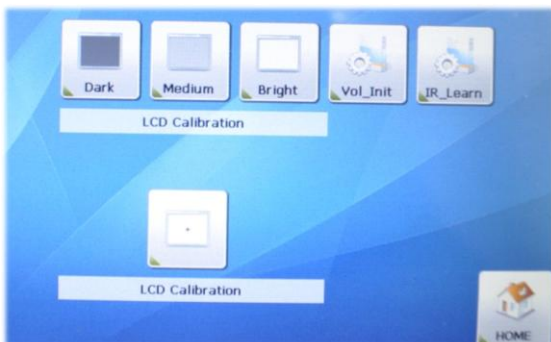 Dark Medium Bright Vol_Init IR_Learn
LCD Calibration
LCD Calibration
HOME